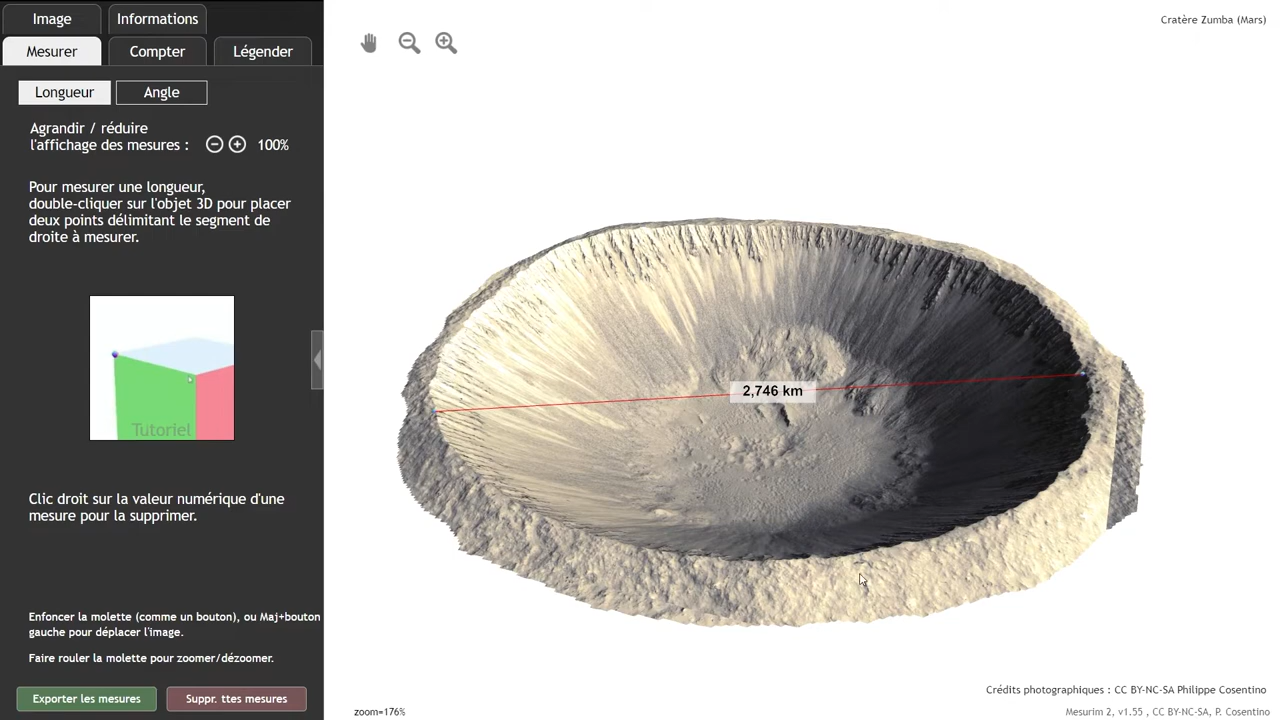 Image
Informations
Mesurer
Compter
Légender
Longueur
Angle
Agrandir / réduire
l'affichage des mesures :
100%
Pour mesurer une longueur,
double-cliquer sur l'objet 3D pour placer
deux points délimitant le segment de
droite à mesurer.
Tutoriel
Clic droit sur la valeur numérique d'une
mesure pour la supprimer.
Enfoncer la molette (comme un bouton), ou Maj+bouton
gauche pour déplacer l'image.
Faire rouler la molette pour zoomer/dézoomer.
Exporter les mesures
Suppr. ttes mesures
Cratère Zumba (Mars)
2,746 km
Crédits photographiques : CC BY-NC-SA Philippe Cosentino
zoom=176%
Mesurim 2, v1.55 , CC BY-NC-SA, P. Cosentino